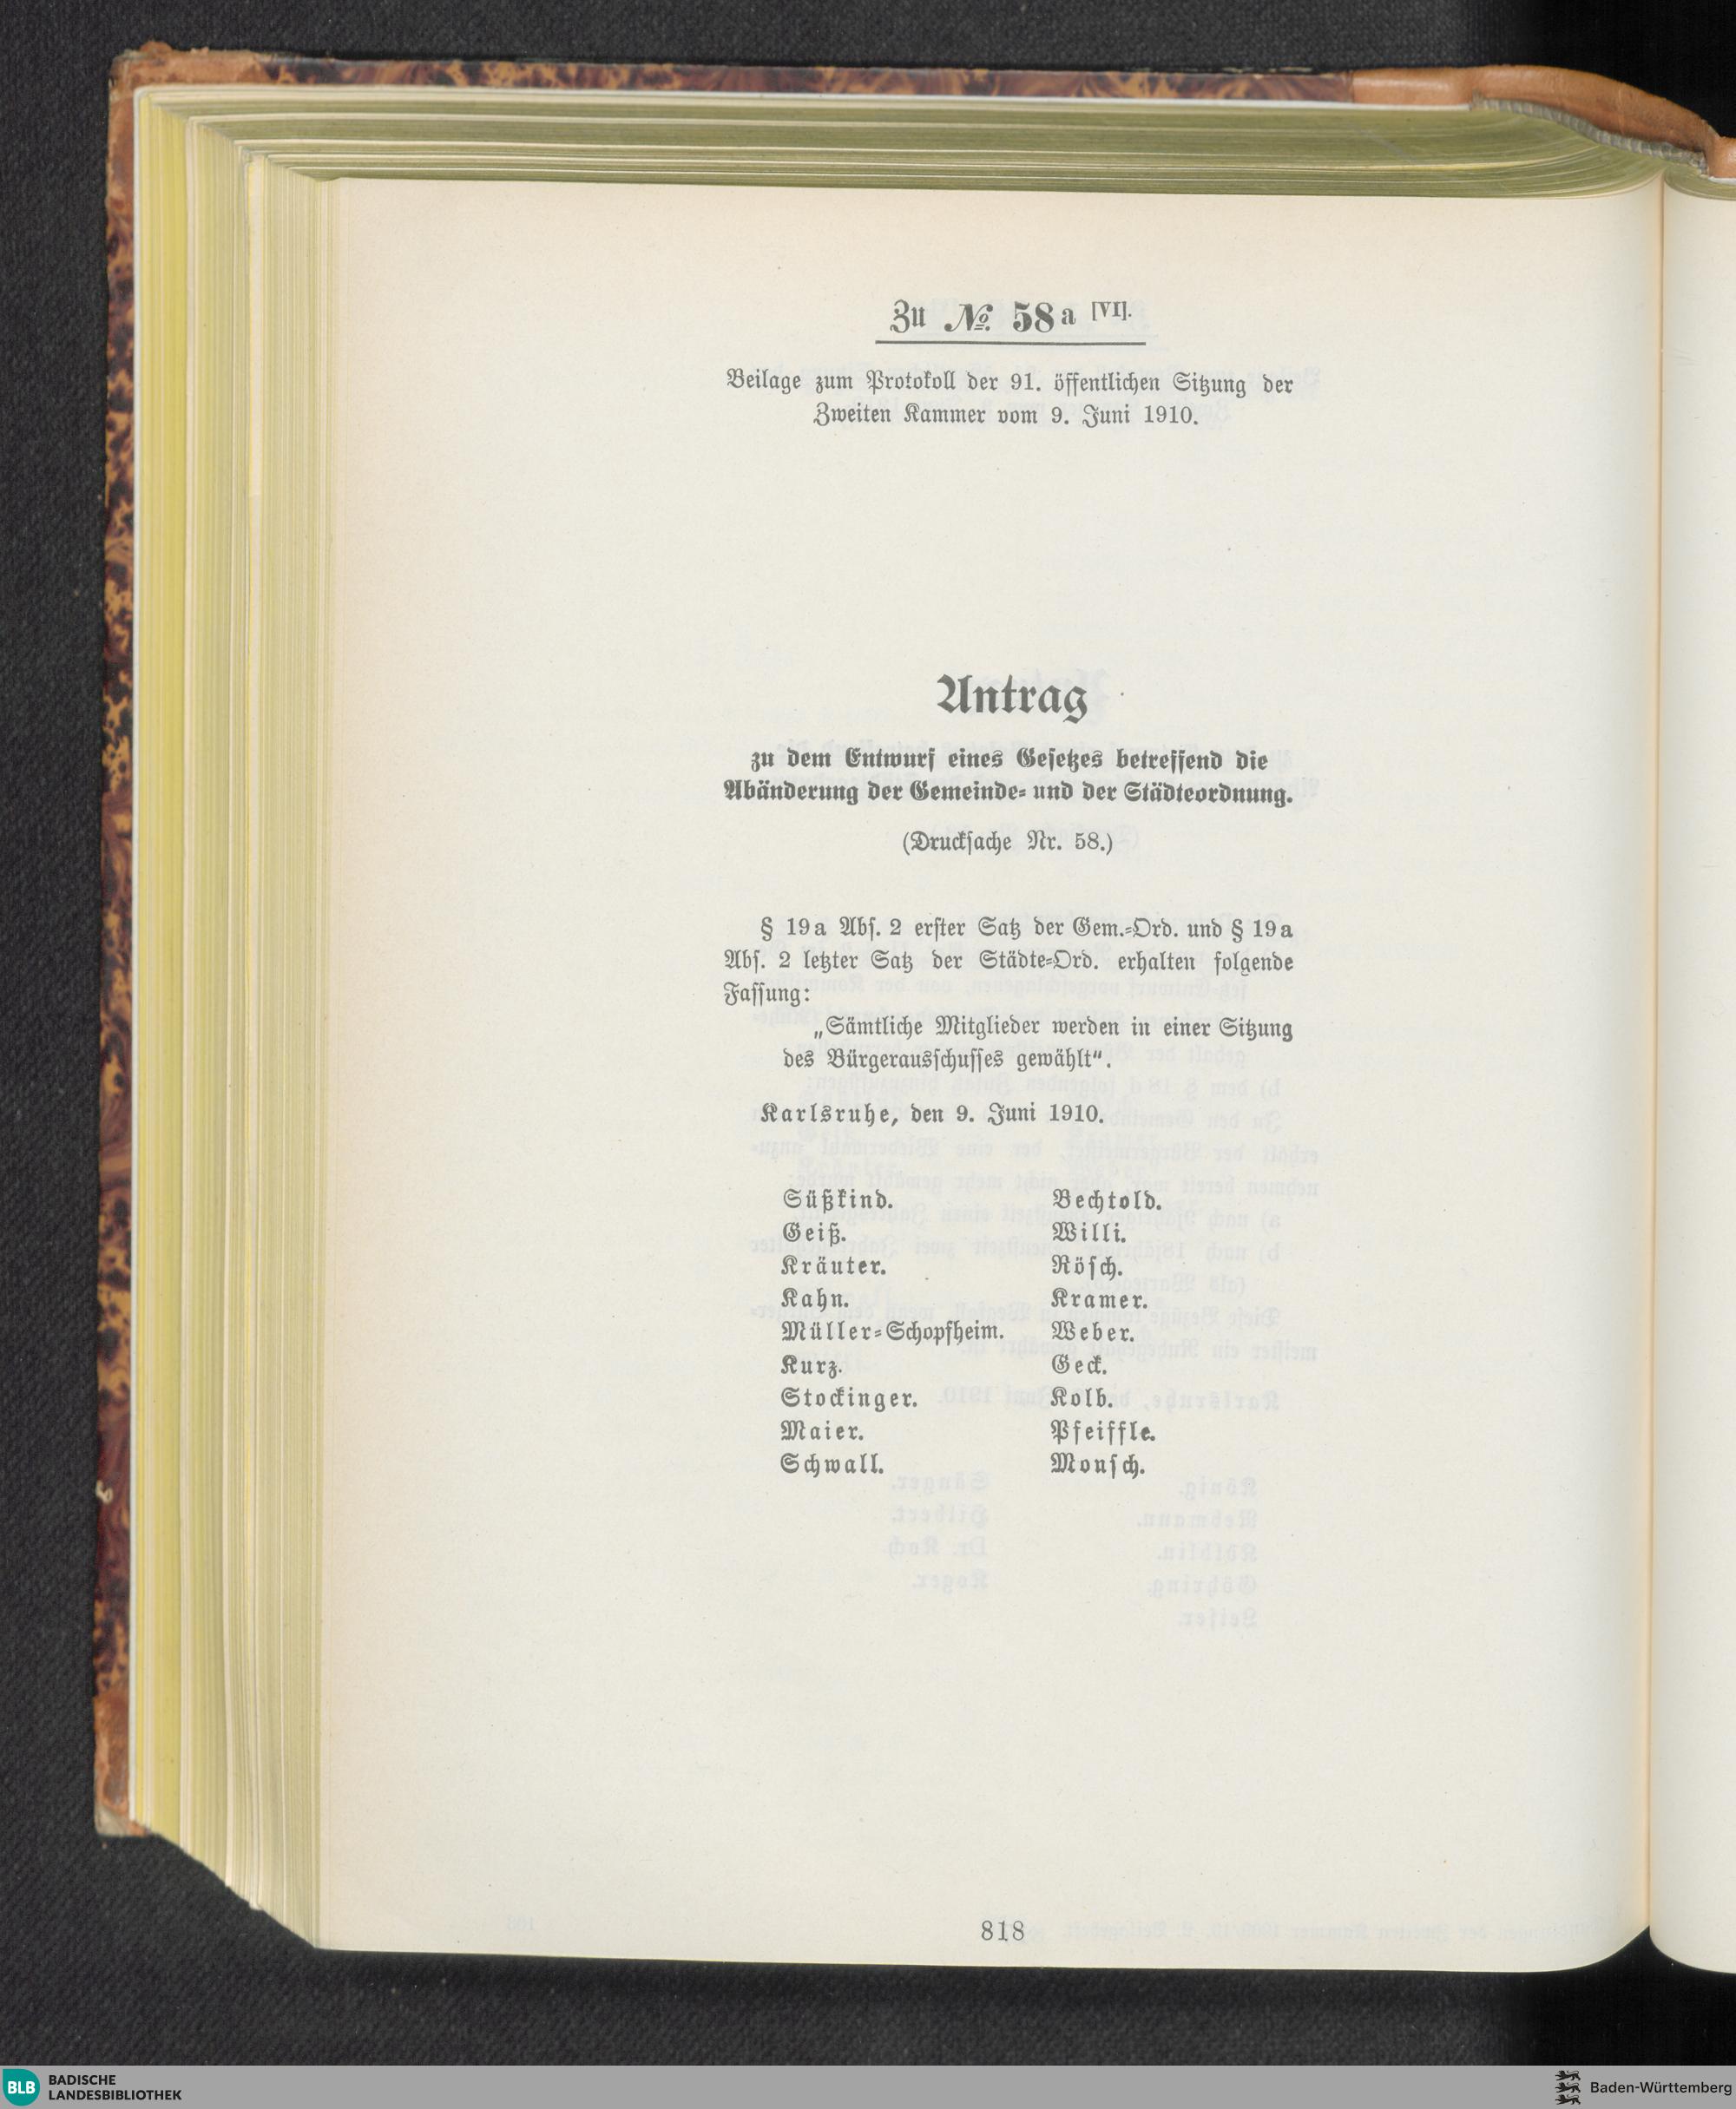 Zu № 58a [VI].
Beilage zum Protokoll der 91. öffentlichen Sitzung der
Zweiten Kammer vom 9. Juni 1910.
Antrag
zu dem Entwurf eines Gesetzes betreffend die
Abänderung der Gemeinde- und der Städteordnung.
(Drucksache Nr. 58.)
§ 19a Abs. 2 erster Satz der Gem.-Ord. und § 19a
Abs. 2 letzter Satz der Städte-Ord. erhalten folgende
Fassung:
„Sämtliche Mitglieder werden in einer Sitzung
des Bürgerausschusses gewählt“.
Karlsruhe, den 9. Juni 1910.
Süßkind. Bechtold.
Geiß. Willi.
Kräuter. Rösch.
Kahn. Kramer.
Müller-Schopfheim. Weber.
Kurz. Geck.
Stockinger. Kolb.
Maier. Pfeiffle.
Schwall. Monsch.
818
BLB BADISCHE
LANDESBIBLIOTHEK
Baden-Württemberg